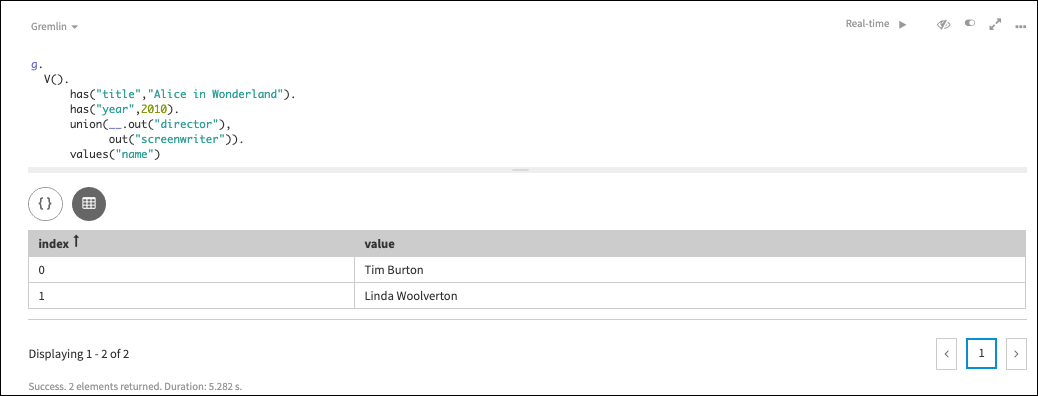 Gremlin
Real-time
g.
V().
has("title","Alice in Wonderland").
has("year",2010).
union(__.out("director"),
out("screenwriter")).
values("name")
{ }
index ↑ value
0 Tim Burton
1 Linda Woolverton
Displaying 1 - 2 of 2
< 1 >
Success. 2 elements returned. Duration: 5.282 s.